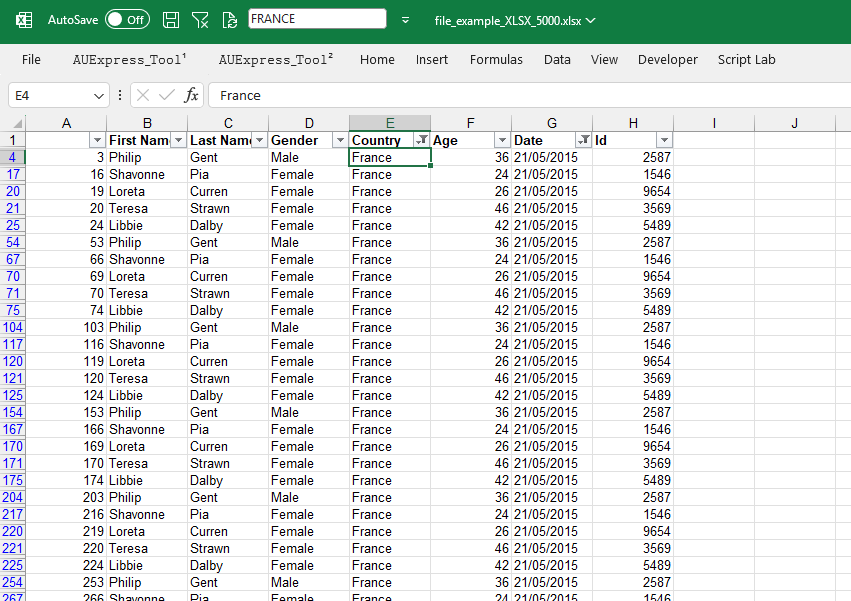 AutoSave Off FRANCE file_example_XLSX_5000.xlsx
File AUExpress_Tool¹ AUExpress_Tool² Home Insert Formulas Data View Developer Script Lab
E4 fx France
A B C D E F G H I J
1 First Nam Last Name Gender Country Age Date Id
4 3 Philip Gent Male France 36 21/05/2015 2587
17 16 Shavonne Pia Female France 24 21/05/2015 1546
20 19 Loreta Curren Female France 26 21/05/2015 9654
21 20 Teresa Strawn Female France 46 21/05/2015 3569
25 24 Libbie Dalby Female France 42 21/05/2015 5489
54 53 Philip Gent Male France 36 21/05/2015 2587
67 66 Shavonne Pia Female France 24 21/05/2015 1546
70 69 Loreta Curren Female France 26 21/05/2015 9654
71 70 Teresa Strawn Female France 46 21/05/2015 3569
75 74 Libbie Dalby Female France 42 21/05/2015 5489
104 103 Philip Gent Male France 36 21/05/2015 2587
117 116 Shavonne Pia Female France 24 21/05/2015 1546
120 119 Loreta Curren Female France 26 21/05/2015 9654
121 120 Teresa Strawn Female France 46 21/05/2015 3569
125 124 Libbie Dalby Female France 42 21/05/2015 5489
154 153 Philip Gent Male France 36 21/05/2015 2587
167 166 Shavonne Pia Female France 24 21/05/2015 1546
170 169 Loreta Curren Female France 26 21/05/2015 9654
171 170 Teresa Strawn Female France 46 21/05/2015 3569
175 174 Libbie Dalby Female France 42 21/05/2015 5489
204 203 Philip Gent Male France 36 21/05/2015 2587
217 216 Shavonne Pia Female France 24 21/05/2015 1546
220 219 Loreta Curren Female France 26 21/05/2015 9654
221 220 Teresa Strawn Female France 46 21/05/2015 3569
225 224 Libbie Dalby Female France 42 21/05/2015 5489
254 253 Philip Gent Male France 36 21/05/2015 2587
267 266 Shavonne Pia Female France 24 21/05/2015 1546